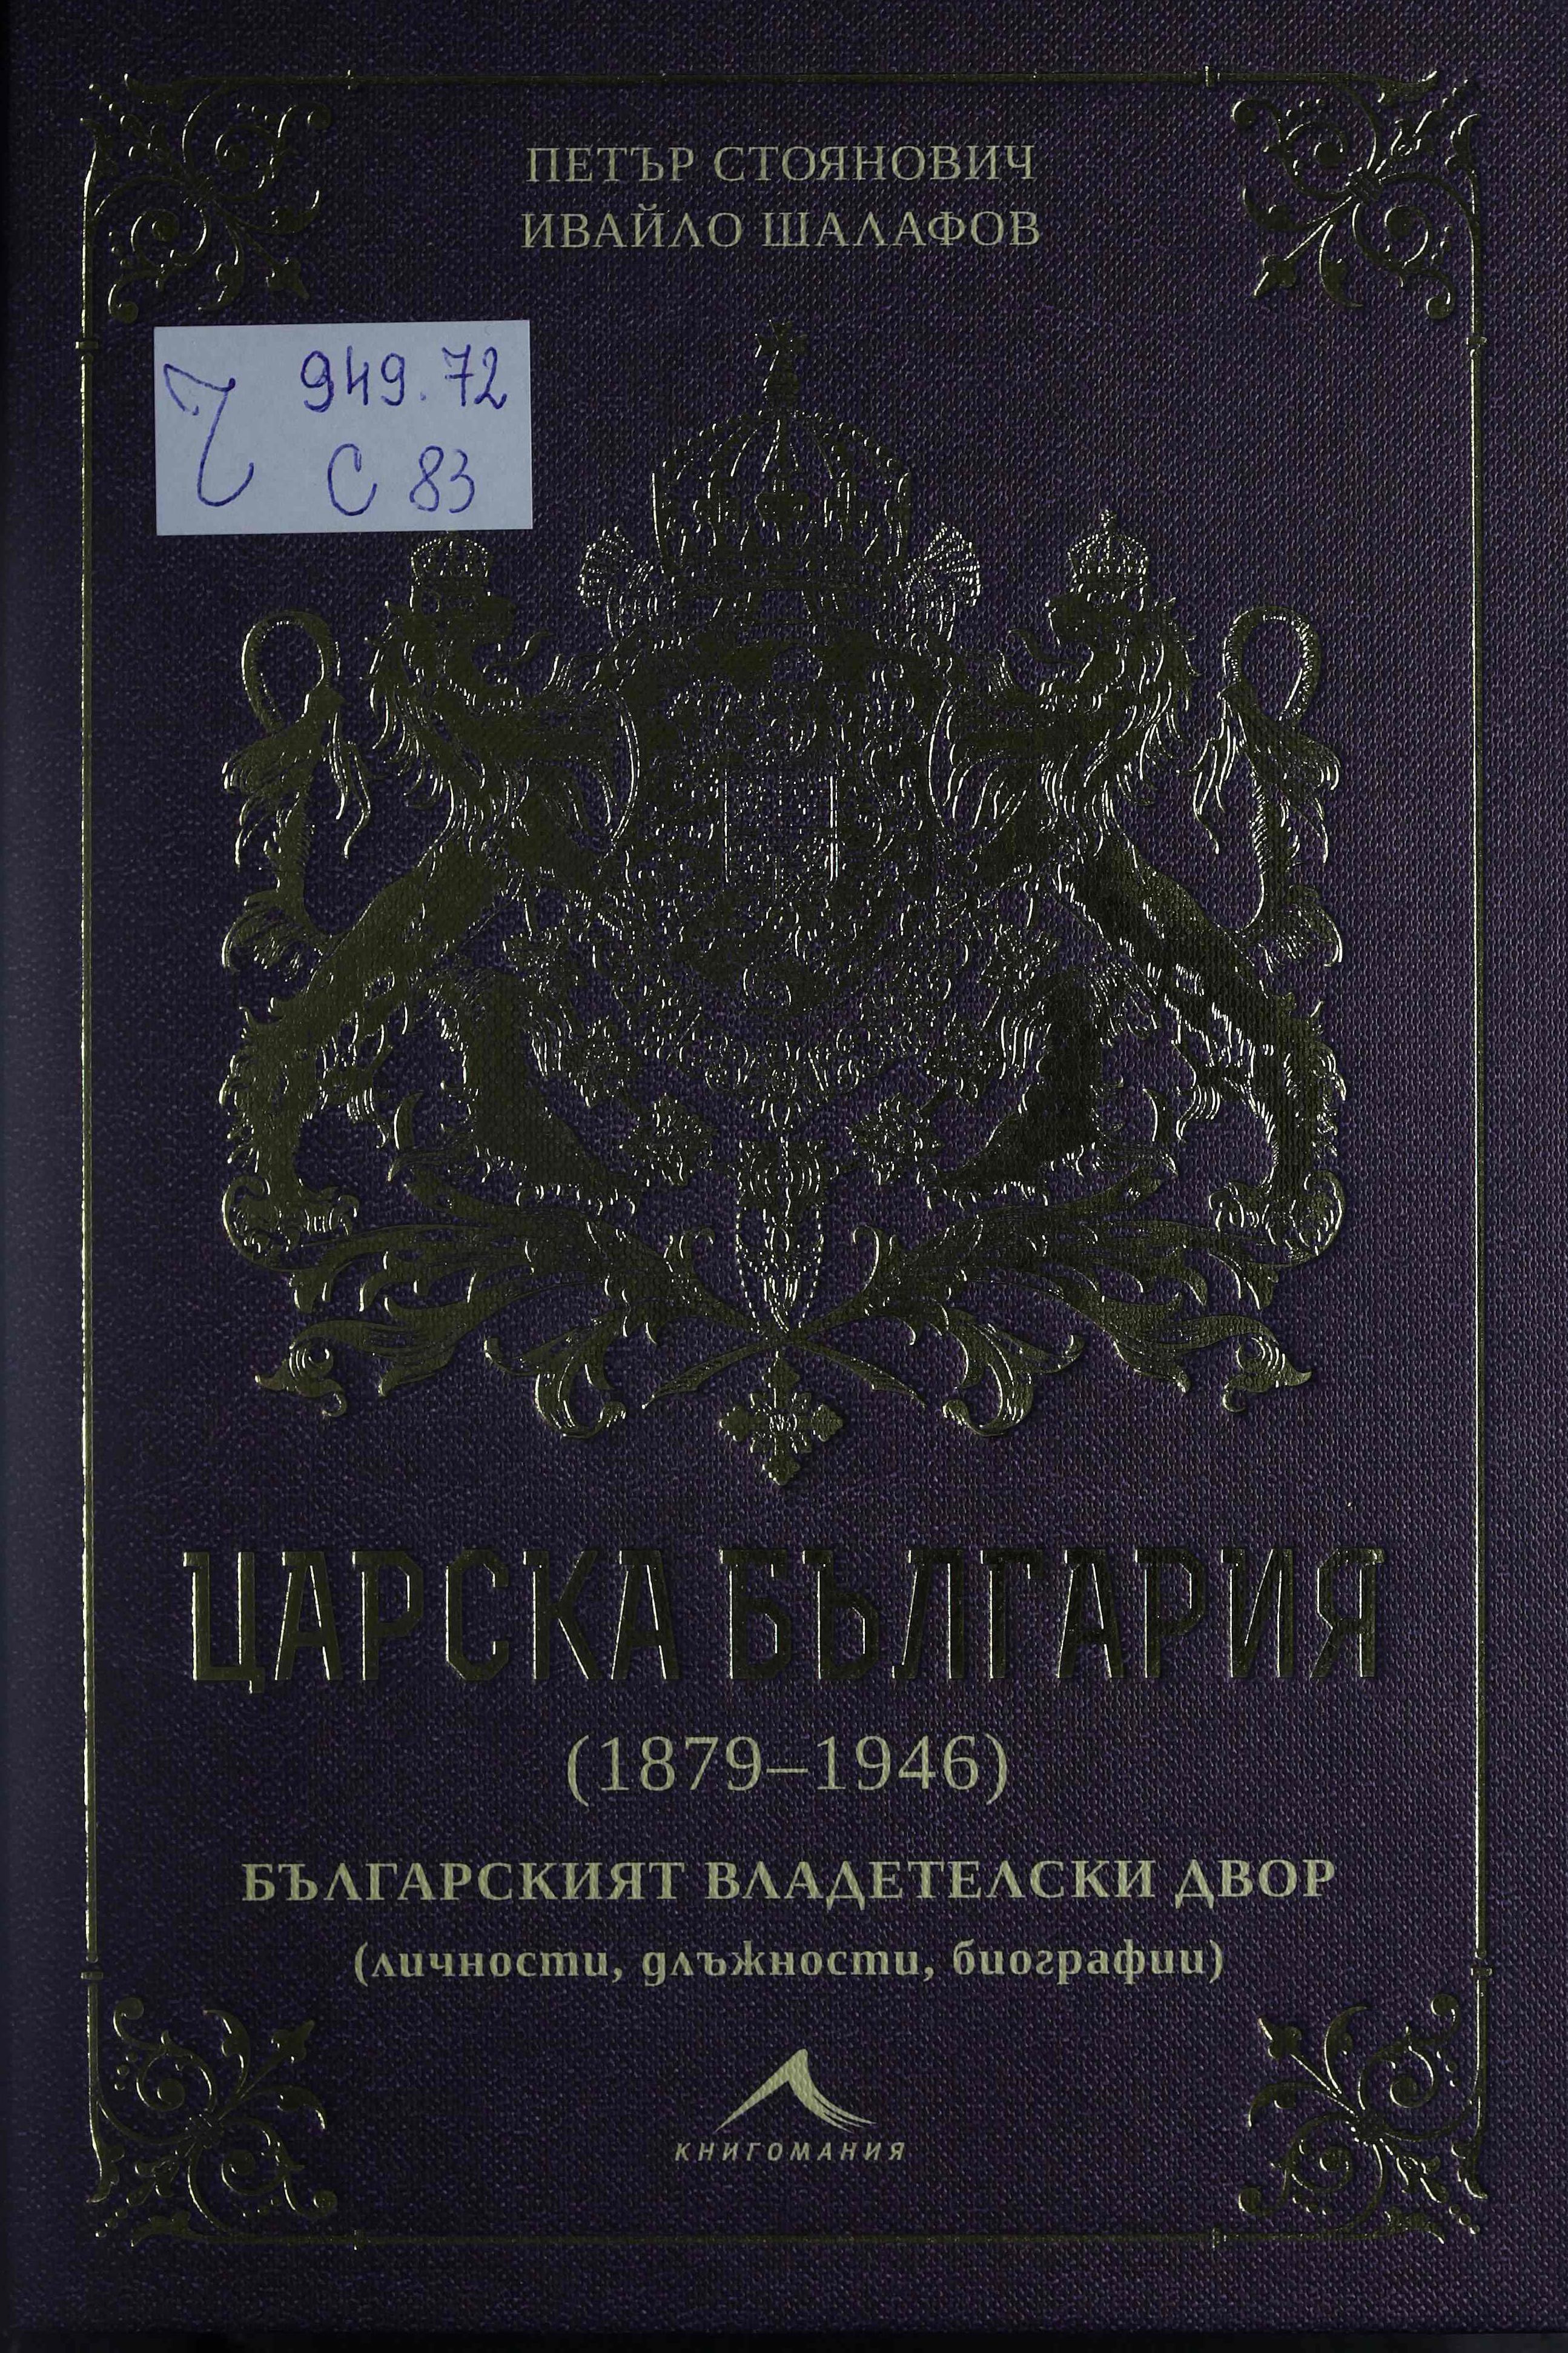 ПЕТЪР СТОЯНОВИЧ
ИВАЙЛО ШАЛАФОВ
949.72
С 83
ЦАРСКА БЪЛГАРИЯ
(1879–1946)
БЪЛГАРСКИЯТ ВЛАДЕТЕЛСКИ ДВОР
(личности, длъжности, биографии)
КНИГОМАНИЯ